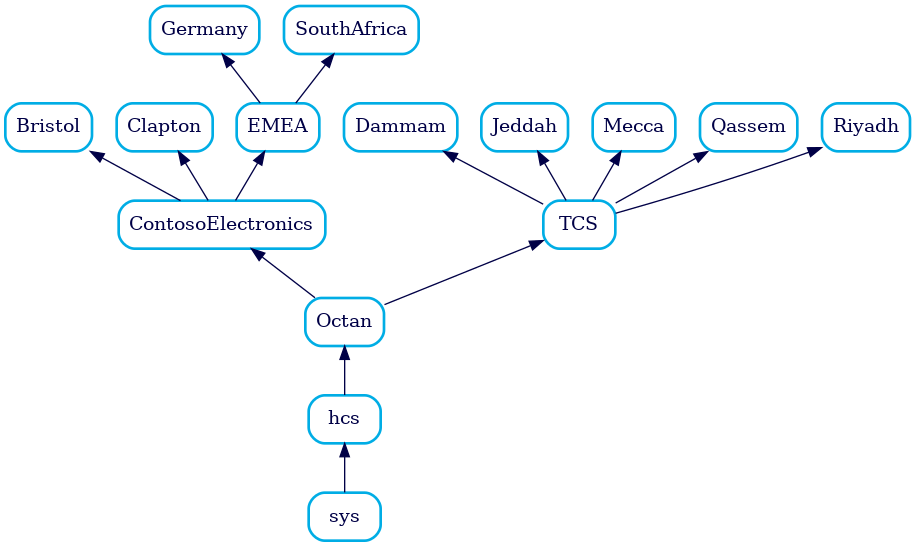 Germany
SouthAfrica
Bristol
Clapton
EMEA
Dammam
Jeddah
Mecca
Qassem
Riyadh
ContosoElectronics
TCS
Octan
hcs
sys